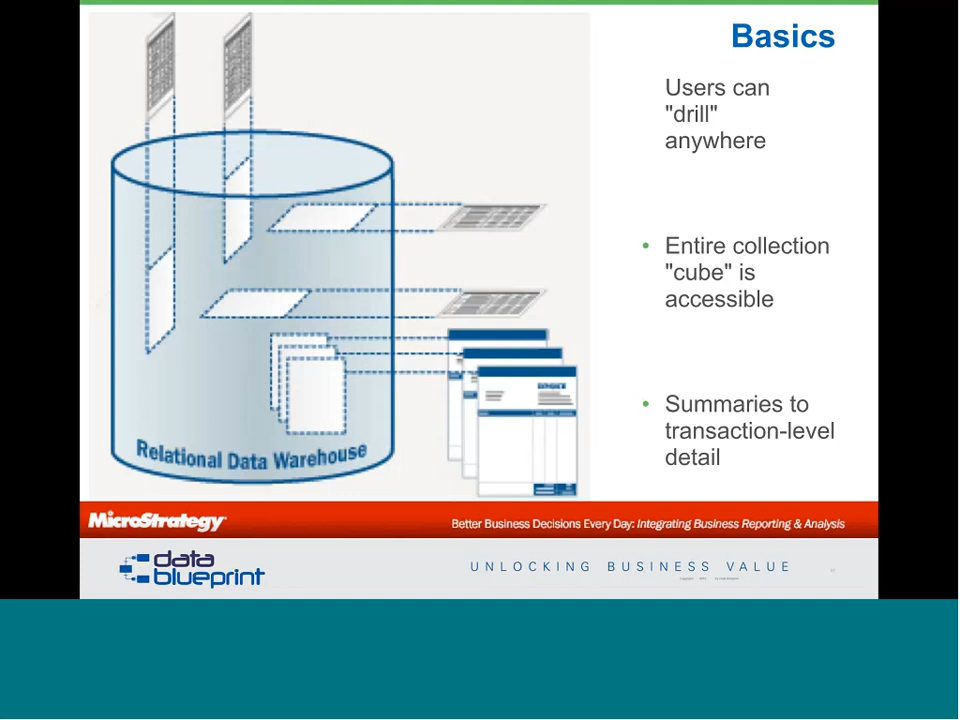 Basics
Users can
"drill"
anywhere
• Entire collection
"cube" is
accessible
• Summaries to
transaction-level
detail
INVOICE
Relational Data Warehouse
MicroStrategy
Better Business Decisions Every Day: Integrating Business Reporting & Analysis
data
blueprint
UNLOCKING BUSINESS VALUE